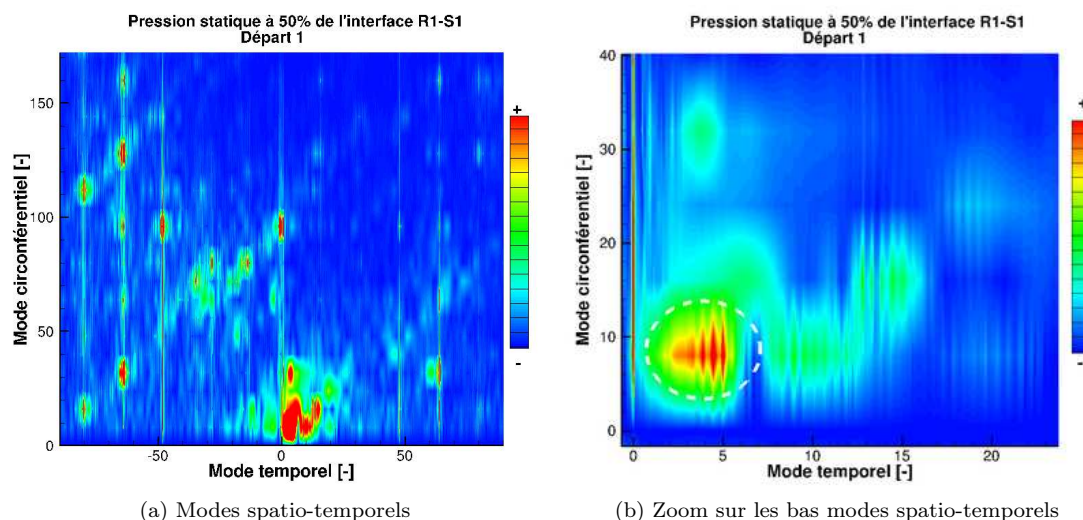 Pression statique à 50% de l'interface R1-S1
Départ 1
Mode circonférentiel [-]
150
100
50
0
-50
0
50
Mode temporel [-]
+
-
(a) Modes spatio-temporels
Pression statique à 50% de l'interface R1-S1
Départ 1
Mode circonférentiel [-]
40
30
20
10
0
0
5
10
15
20
Mode temporel [-]
+
-
(b) Zoom sur les bas modes spatio-temporels